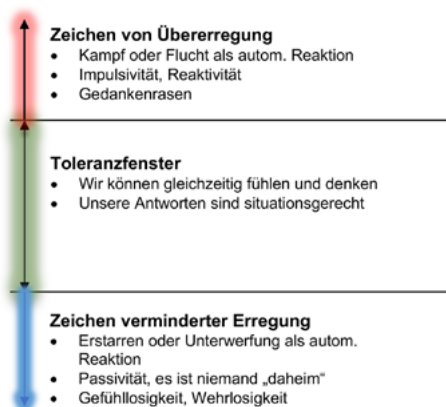 Zeichen von Übererregung
• Kampf oder Flucht als autom. Reaktion
• Impulsivität, Reaktivität
• Gedankenrasen
Toleranzfenster
• Wir können gleichzeitig fühlen und denken
• Unsere Antworten sind situationsgerecht
Zeichen verminderter Erregung
• Erstarren oder Unterwerfung als autom.
Reaktion
• Passivität, es ist niemand „daheim“
• Gefühllosigkeit, Wehrlosigkeit